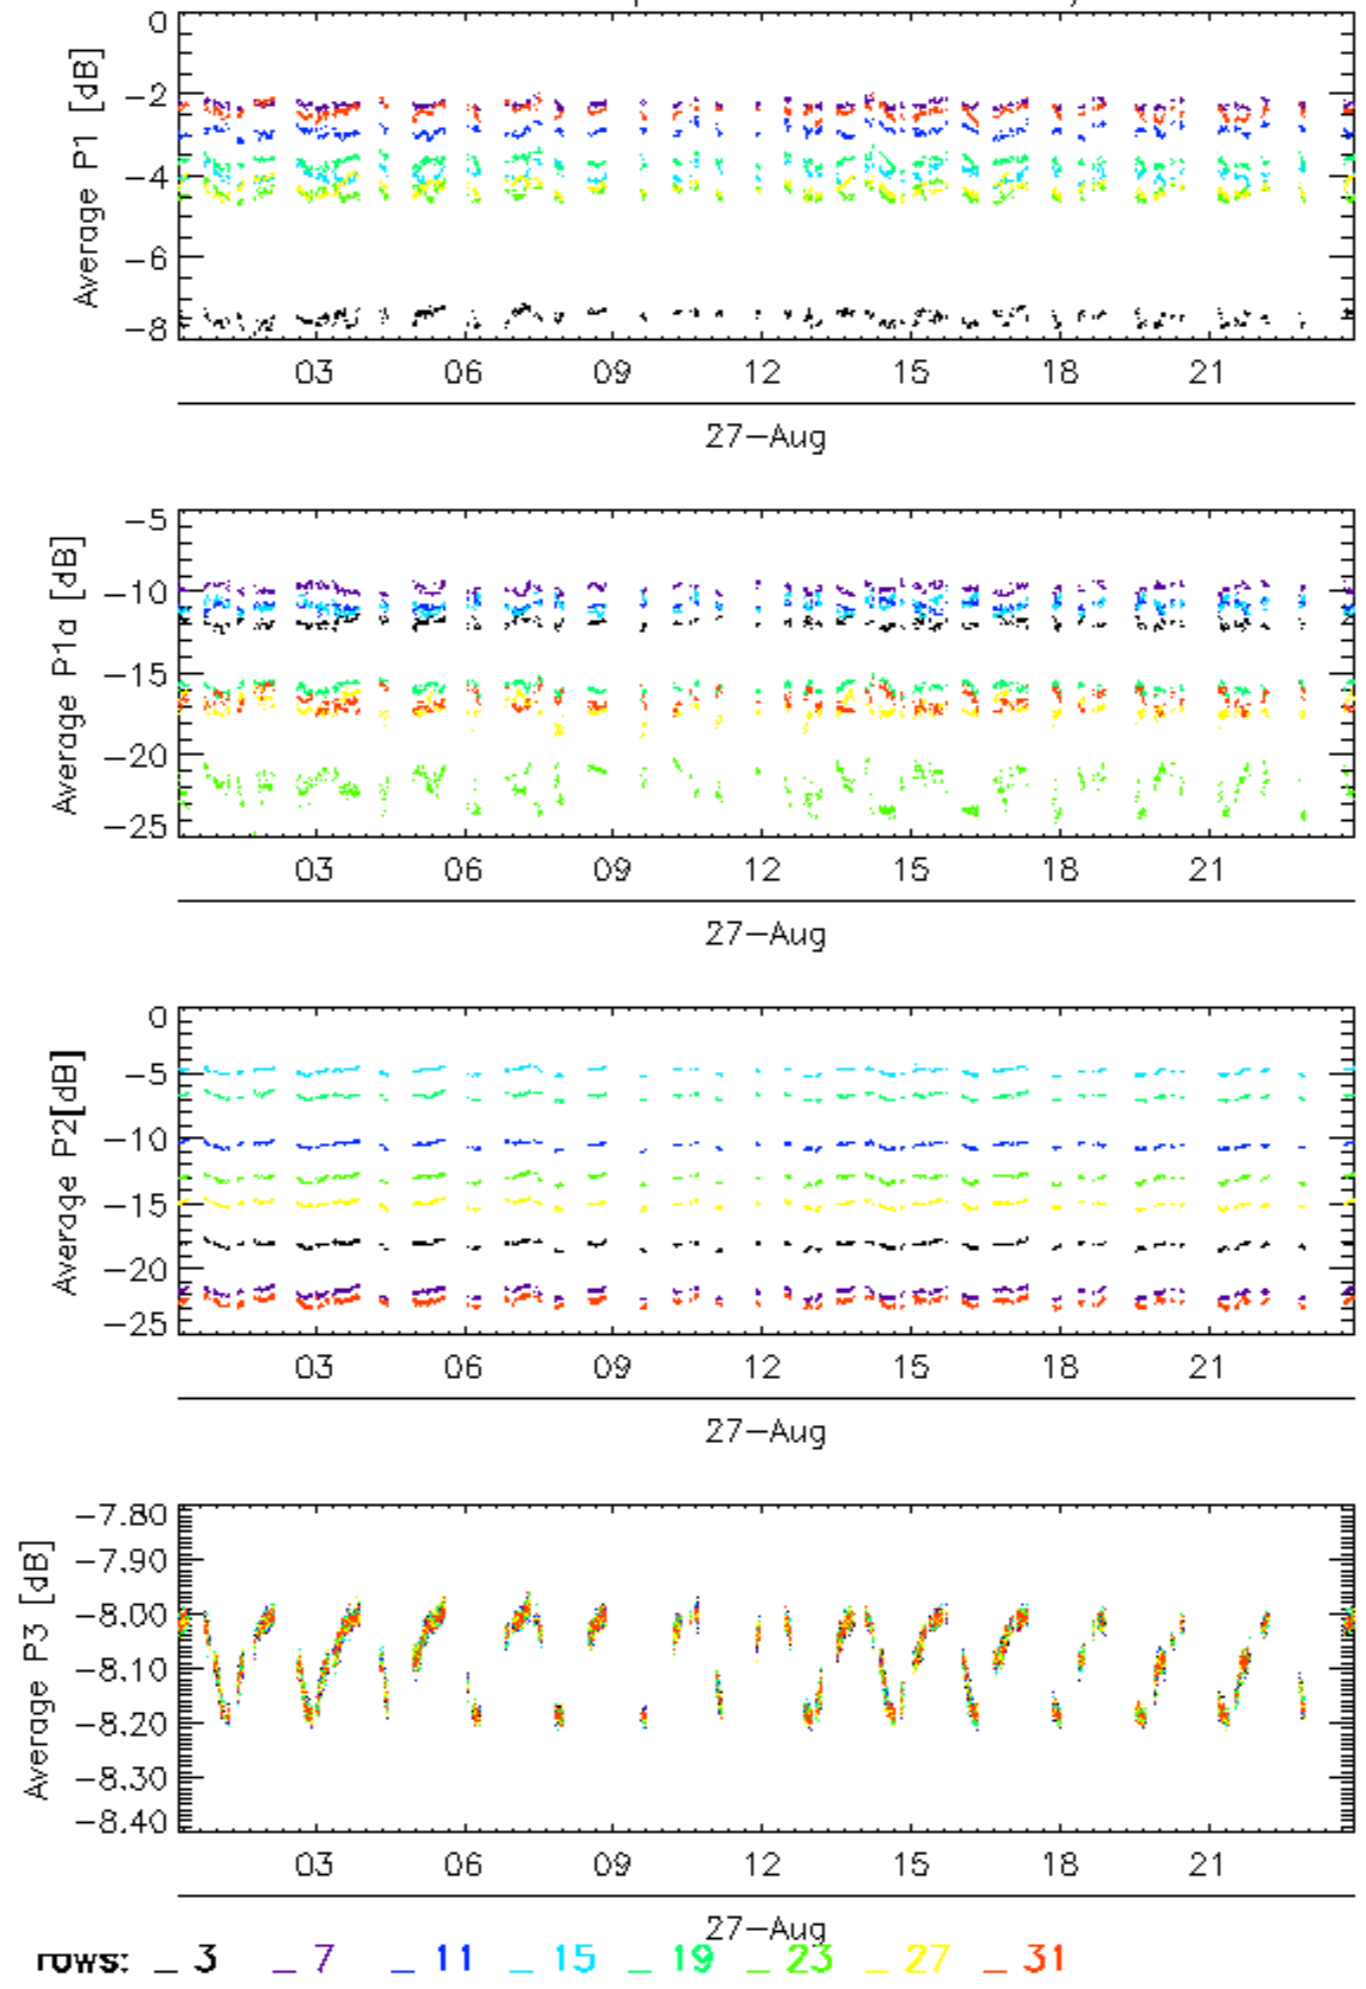 Average P1 [dB]
0
−2
−4
−6
−8
03 06 09 12 15 18 21
27−Aug
Average P1a [dB]
−5
−10
−15
−20
−25
03 06 09 12 15 18 21
27−Aug
Average P2[dB]
0
−5
−10
−15
−20
−25
03 06 09 12 15 18 21
27−Aug
Average P3 [dB]
−7.80
−7.90
−8.00
−8.10
−8.20
−8.30
−8.40
03 06 09 12 15 18 21
27−Aug
rows: _ 3 _ 7 _ 11 _ 15 _ 19 _ 23 _ 27 _ 31